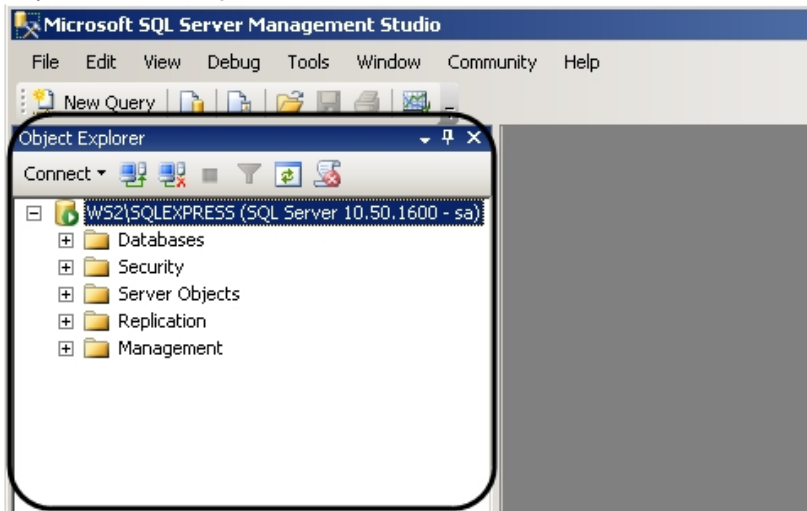 Microsoft SQL Server Management Studio
File Edit View Debug Tools Window Community Help
New Query
Object Explorer
Connect
WS2\SQLEXPRESS (SQL Server 10.50.1600 - sa)
Databases
Security
Server Objects
Replication
Management